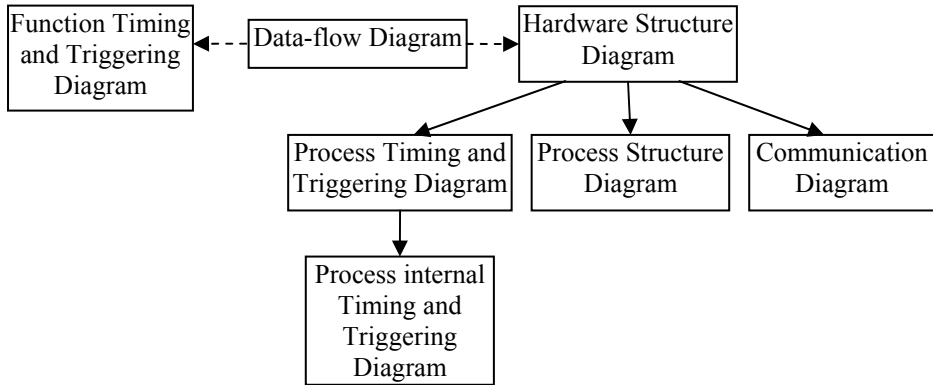 Function Timing
and Triggering
Diagram
Data-flow Diagram
Hardware Structure
Diagram
Process Timing and
Triggering Diagram
Process Structure
Diagram
Communication
Diagram
Process internal
Timing and
Triggering
Diagram